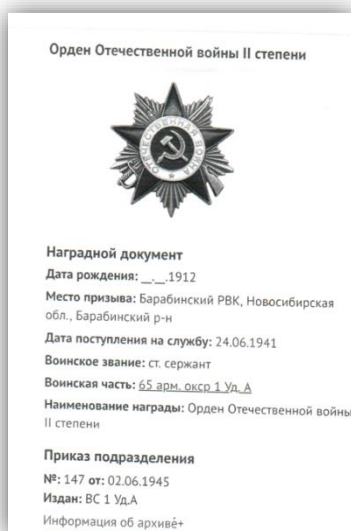 Орден Отечественной войны II степени
ОТЕЧЕСТВЕННАЯ ВОЙНА
Наградной документ
Дата рождения: __.__.1912
Место призыва: Барабинский РВК, Новосибирская
обл., Барабинский р-н
Дата поступления на службу: 24.06.1941
Воинское звание: ст. сержант
Воинская часть: 65 арм. окср 1 Уд. А
Наименование награды: Орден Отечественной войны
II степени
Приказ подразделения
№: 147 от: 02.06.1945
Издан: ВС 1 Уд.А
Информация об архиве+